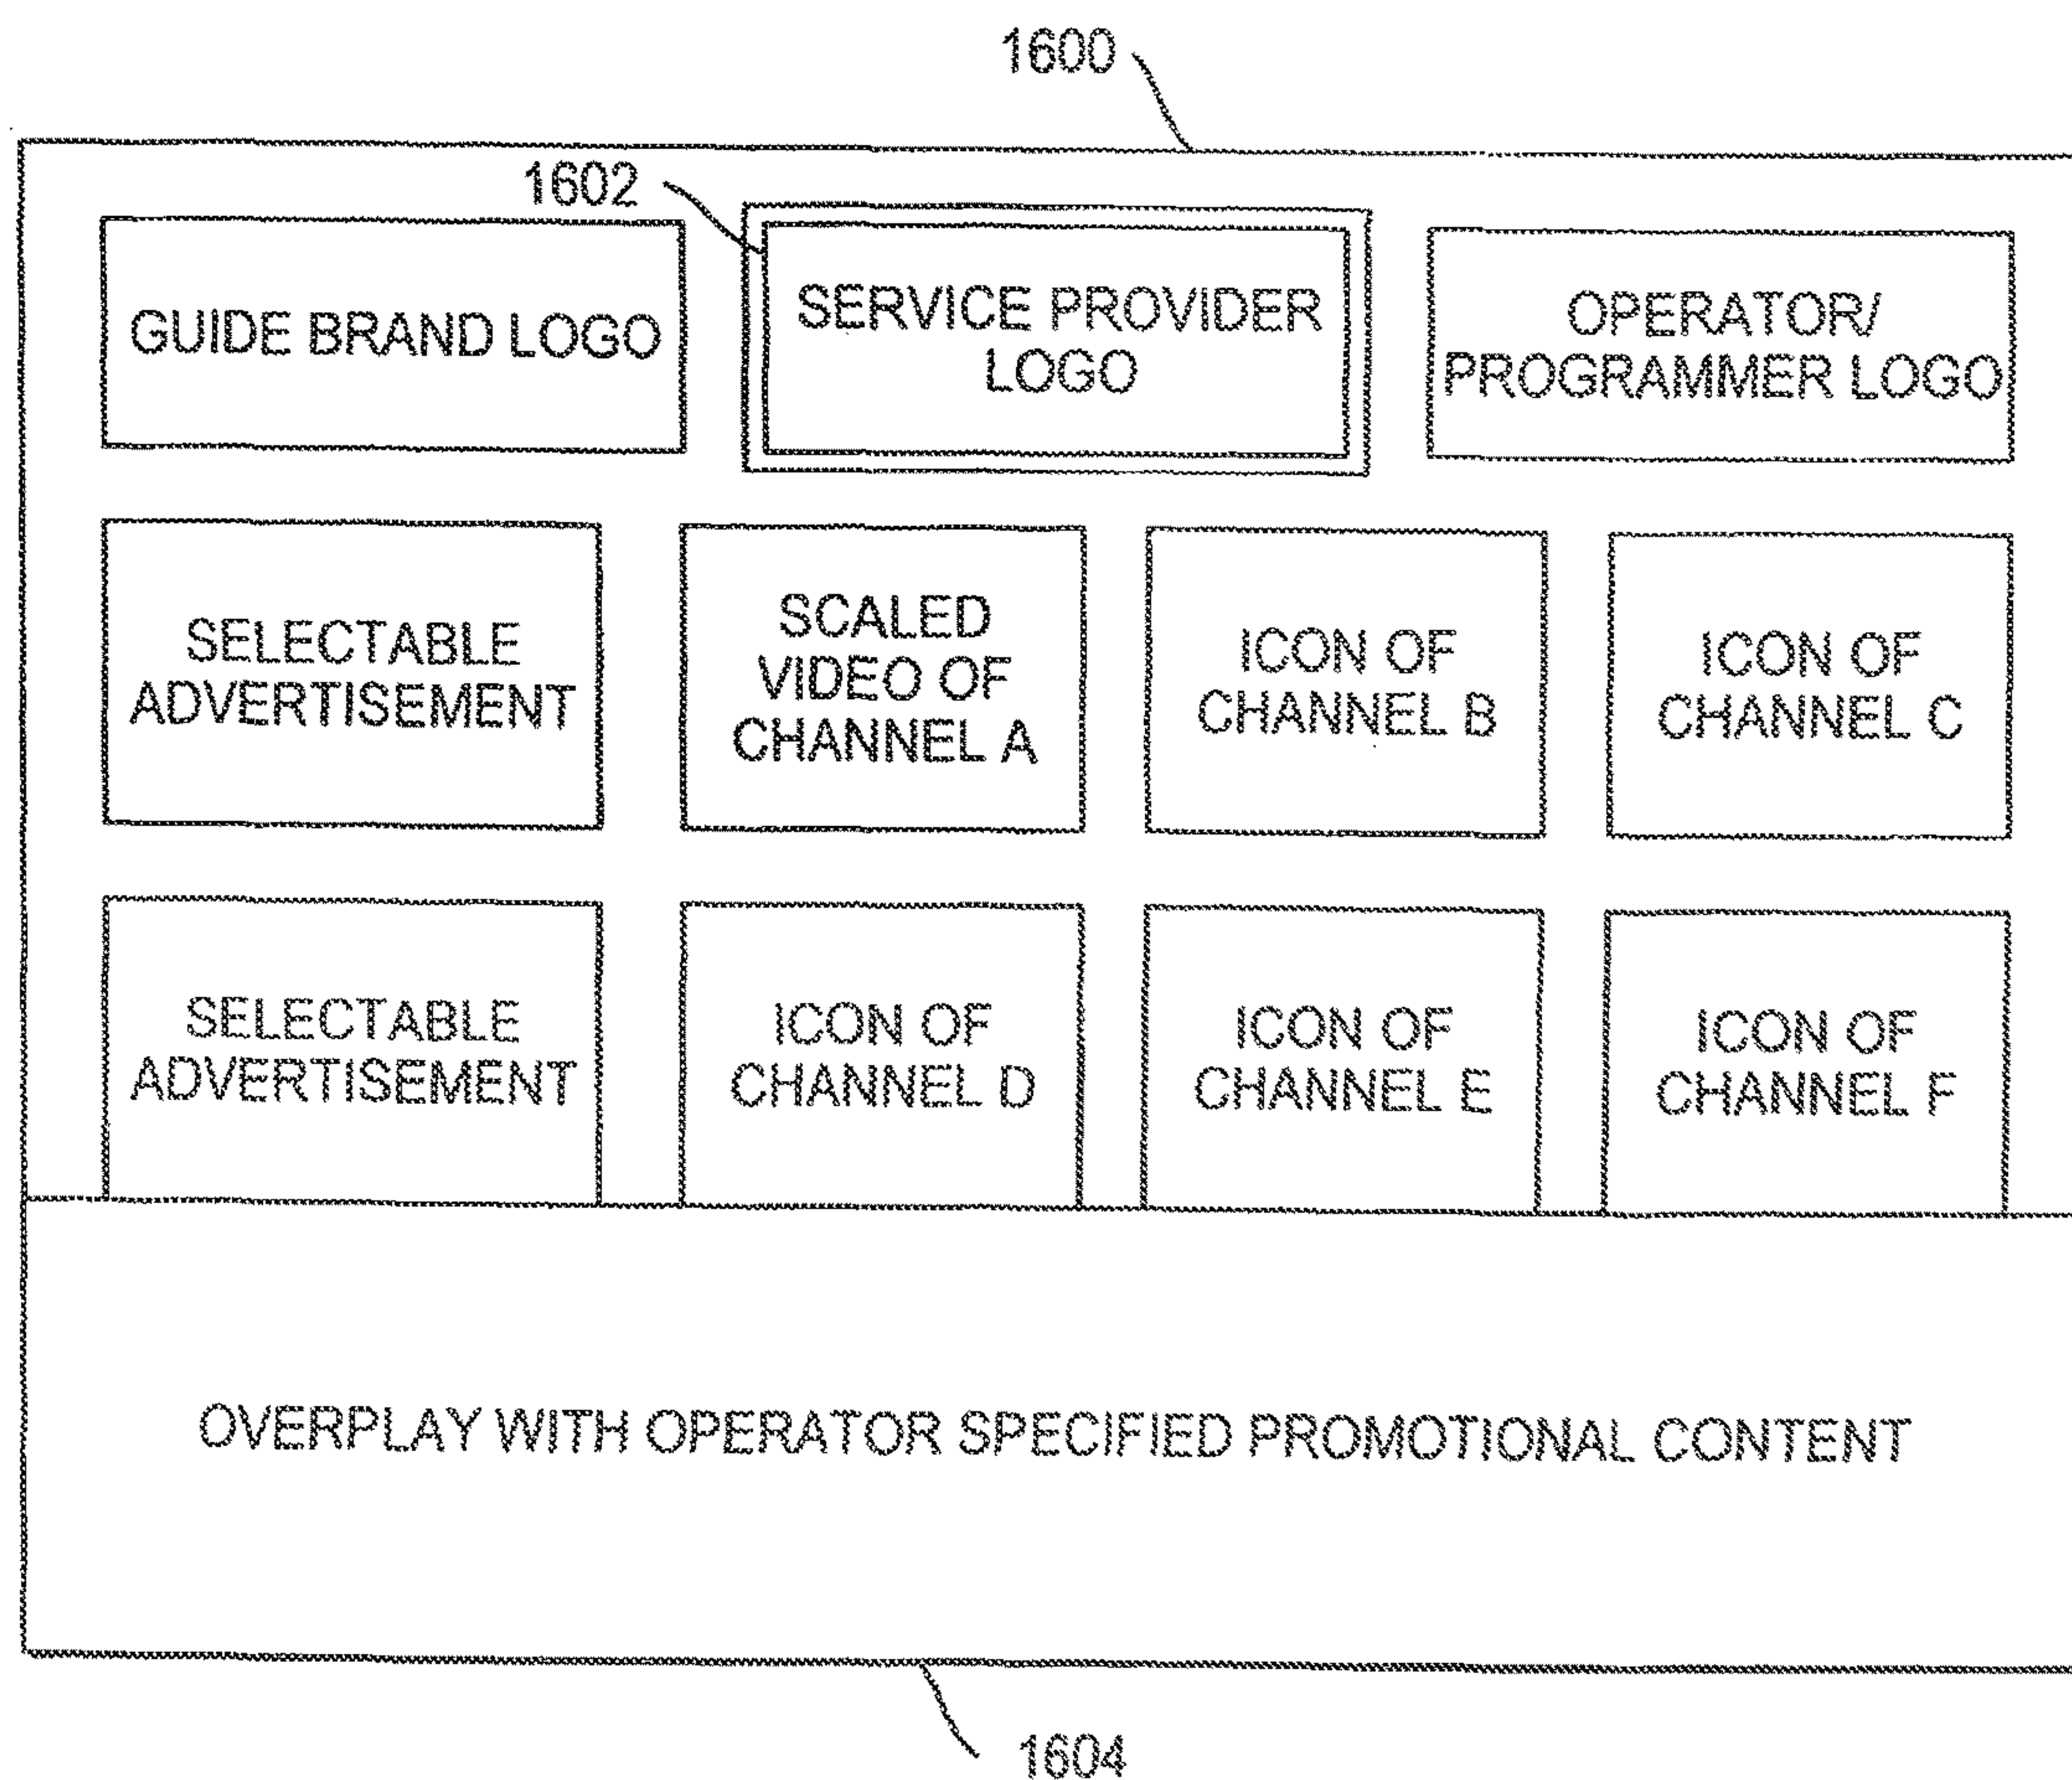 1600
1602
GUIDE BRAND LOGO
SERVICE PROVIDER
LOGO
OPERATOR/
PROGRAMMER LOGO
SELECTABLE
ADVERTISEMENT
SCALED
VIDEO OF
CHANNEL A
ICON OF
CHANNEL B
ICON OF
CHANNEL C
SELECTABLE
ADVERTISEMENT
ICON OF
CHANNEL D
ICON OF
CHANNEL E
ICON OF
CHANNEL F
OVERPLAY WITH OPERATOR SPECIFIED PROMOTIONAL CONTENT
1604